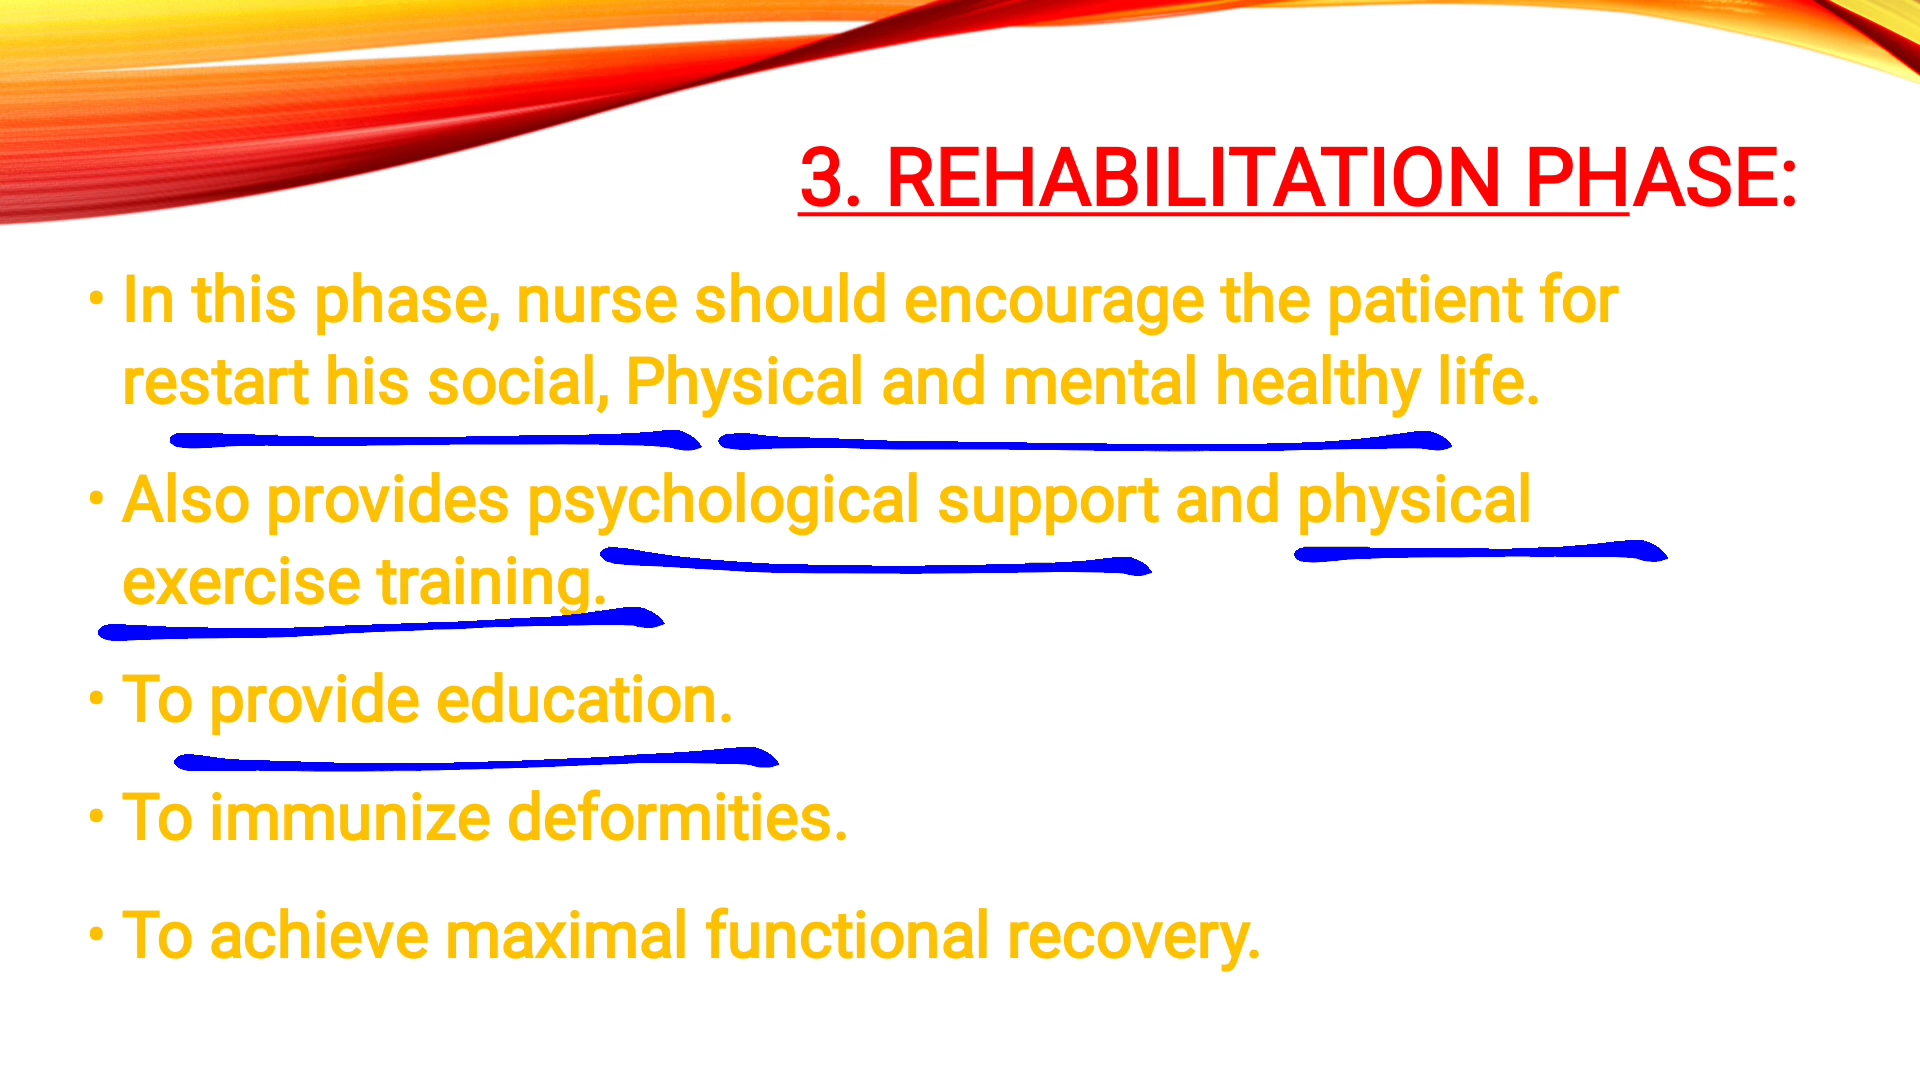 3. REHABILITATION PHASE:
• In this phase, nurse should encourage the patient for
restart his social, Physical and mental healthy life.
• Also provides psychological support and physical
exercise training.
• To provide education.
• To immunize deformities.
• To achieve maximal functional recovery.